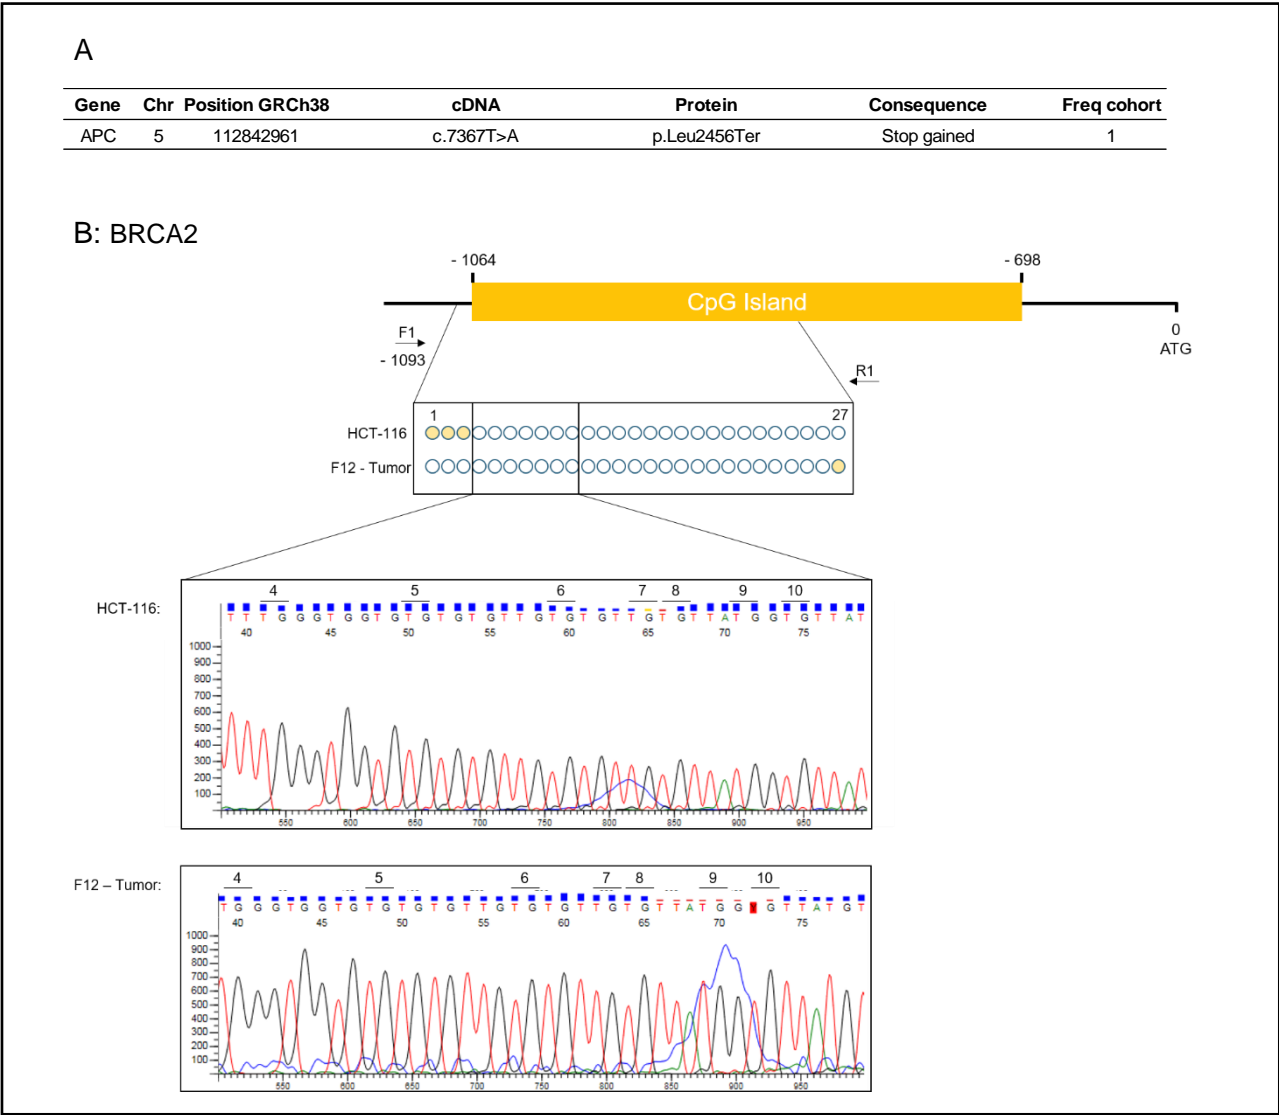 A
Gene Chr Position GRCh38 cDNA Protein Consequence Freq cohort
APC 5 112842961 c.7367T>A p.Leu2456Ter Stop gained 1
B: BRCA2
- 1064 - 698
CpG Island
F1
- 1093
0
ATG
R1
1 27
HCT-116
F12 - Tumor
HCT-116:
4 5 6 7 8 9 10
T T T G G G T G G T G T G T G T G T T G T G T G T T G T G T T A T G G T G T T A T
40 45 50 55 60 65 70 75
1000
900
800
700
600
500
400
300
200
100
550 600 650 700 750 800 850 900 950
F12 – Tumor:
4 5 6 7 8 9 10
T G G G T G G T G T G T G T G T T G T G T G T T G T G T T A T G G Y G T T A T G T
40 45 50 55 60 65 70 75
1000
900
800
700
600
500
400
300
200
100
550 600 650 700 750 800 850 900 950